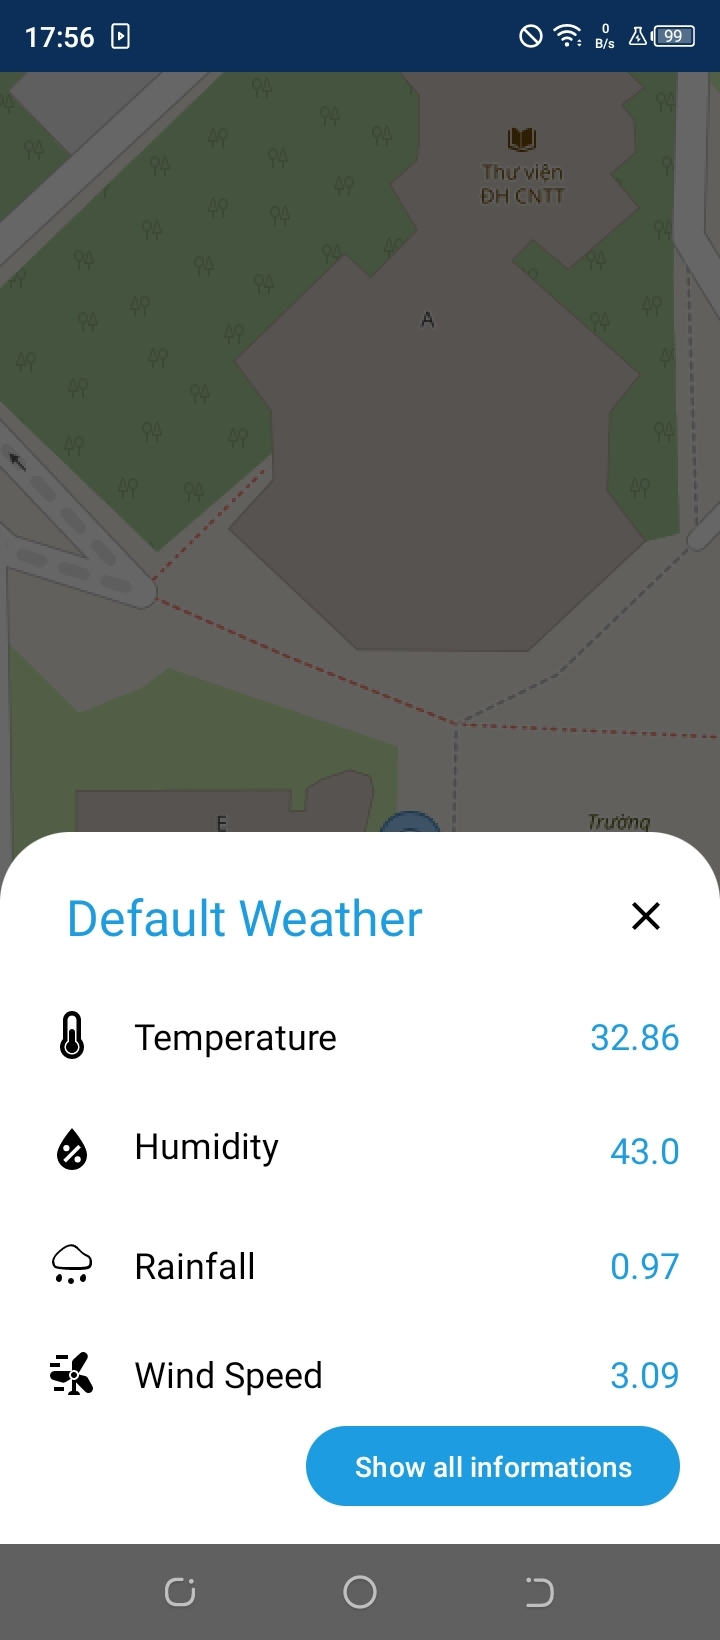 17:56
0
B/s
99
Thư viện
ĐH CNTT
A
E
Trường
Default Weather
Temperature
32.86
Humidity
43.0
Rainfall
0.97
Wind Speed
3.09
Show all informations